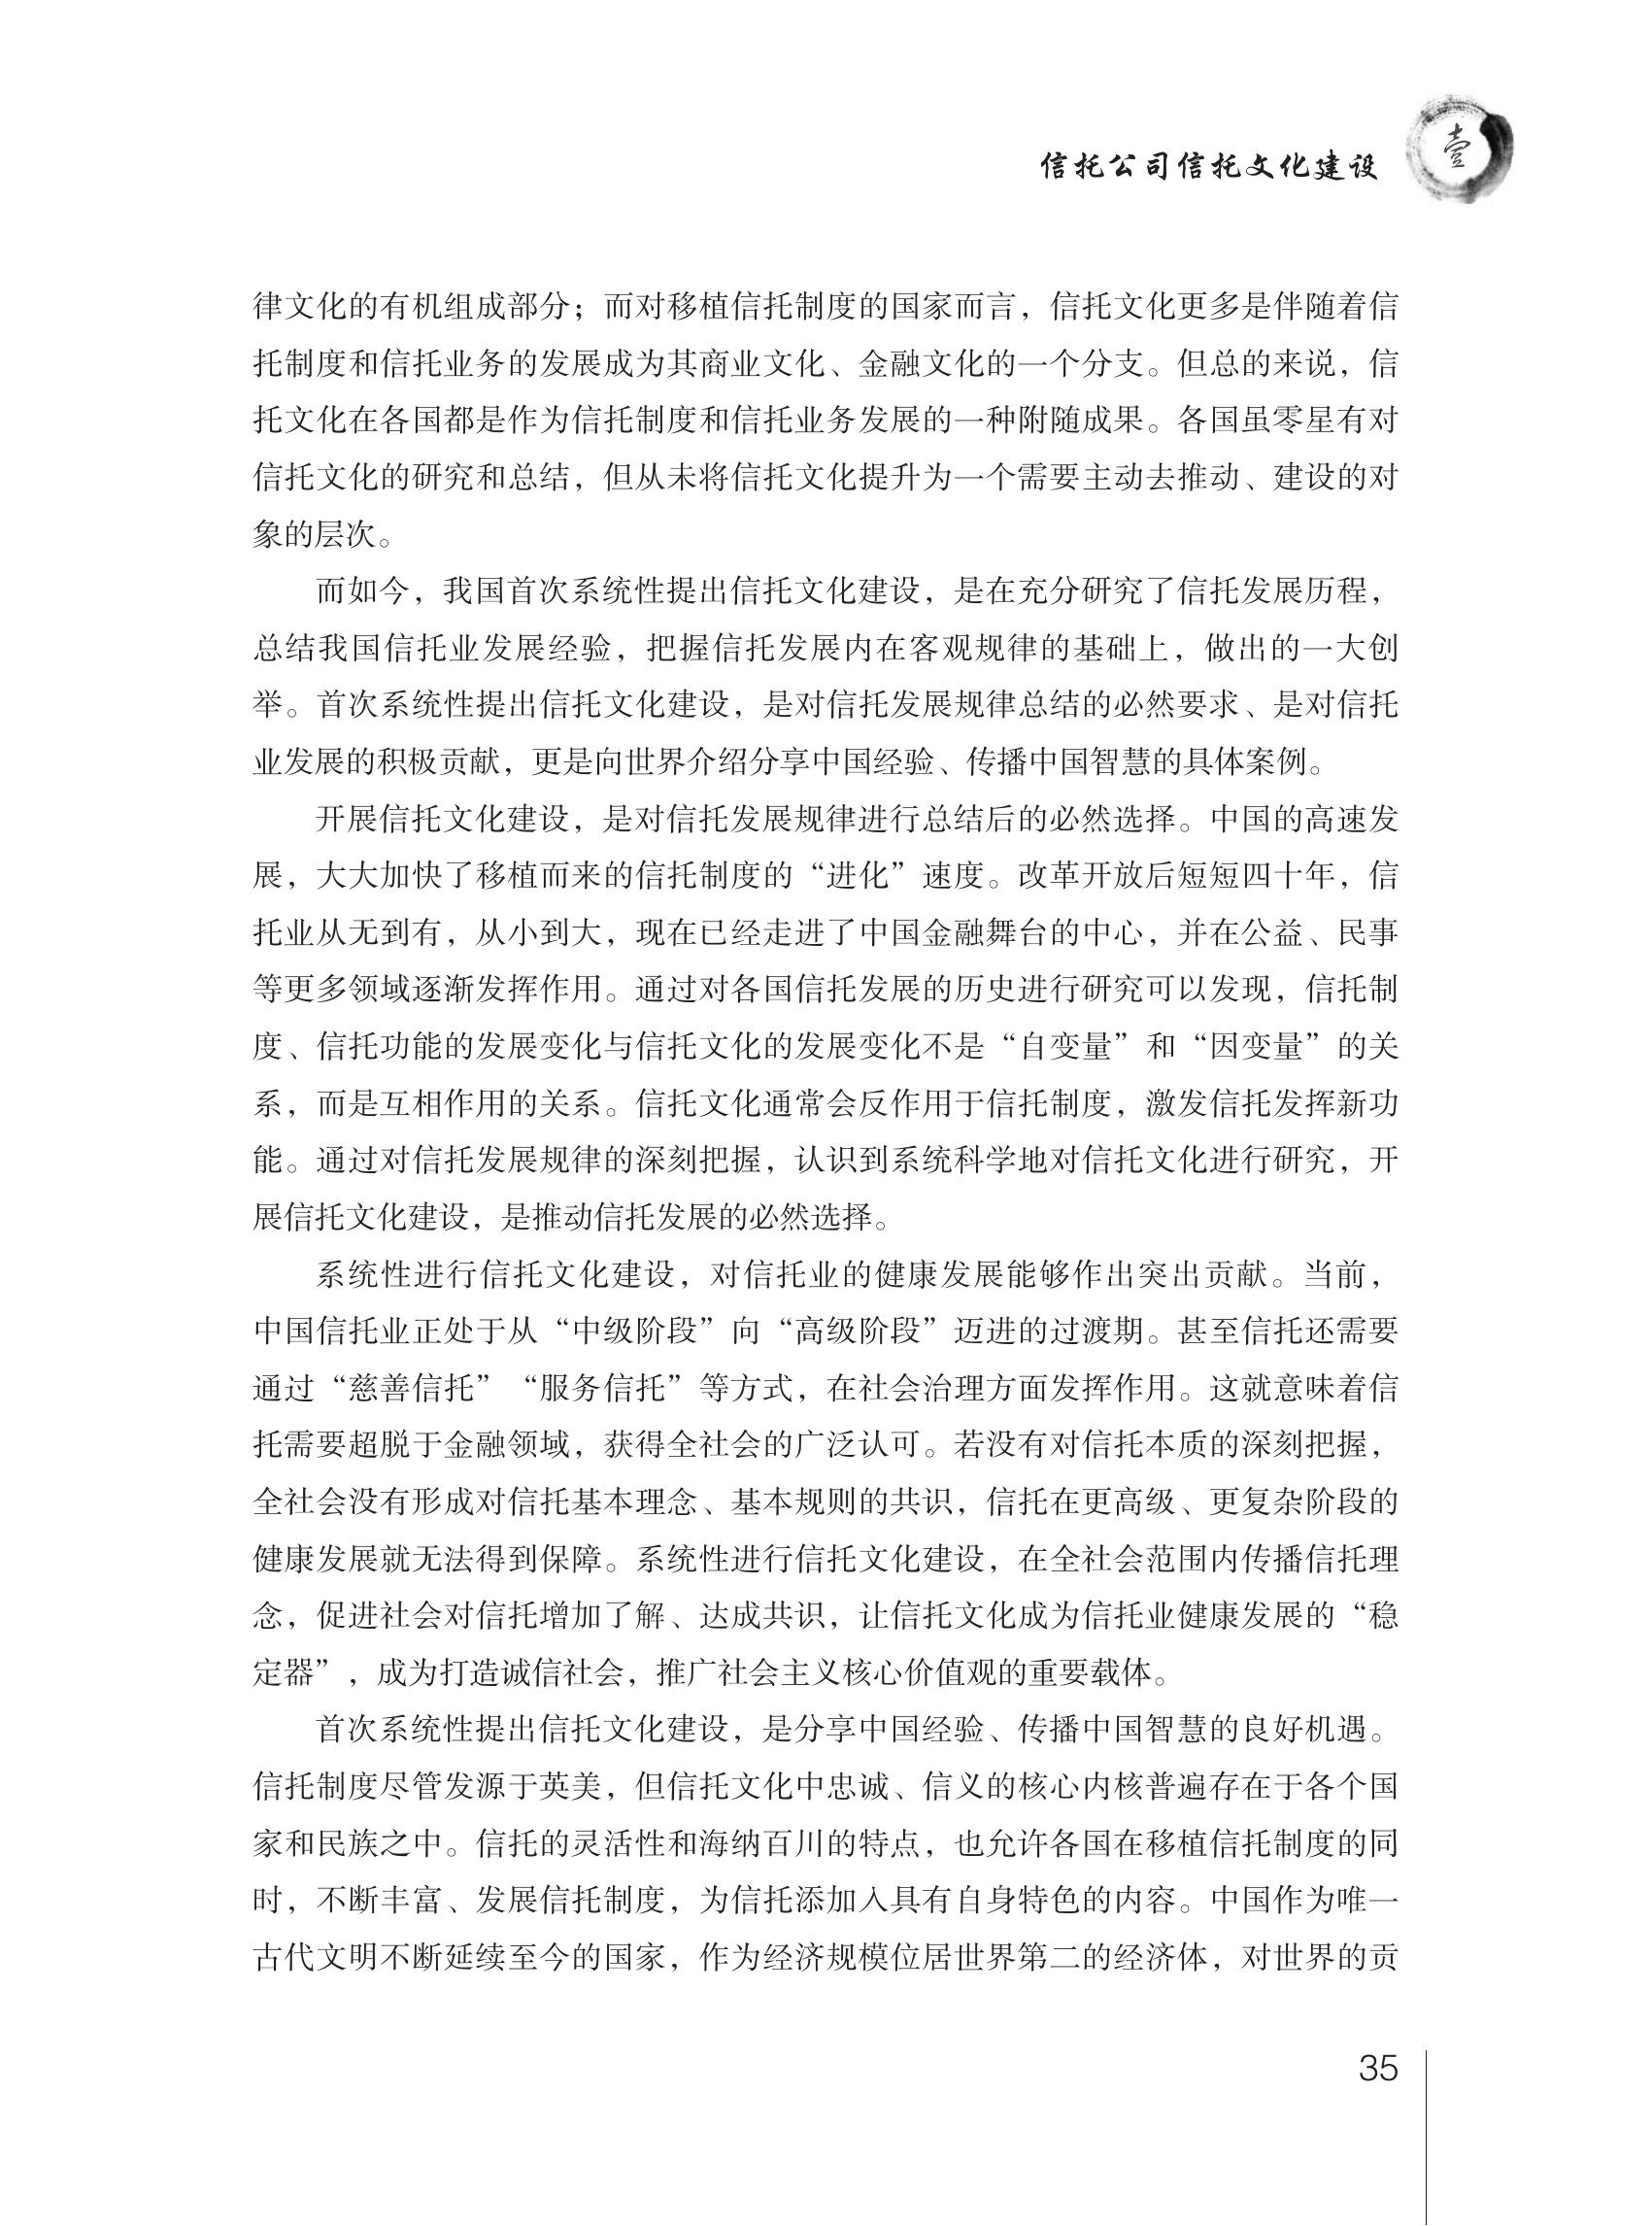 信托公司信托文化建设
壹
律文化的有机组成部分；而对移植信托制度的国家而言，信托文化更多是伴随着信
托制度和信托业务的发展成为其商业文化、金融文化的一个分支。但总的来说，信
托文化在各国都是作为信托制度和信托业务发展的一种附随成果。各国虽零星有对
信托文化的研究和总结，但从未将信托文化提升为一个需要主动去推动、建设的对
象的层次。
而如今，我国首次系统性提出信托文化建设，是在充分研究了信托发展历程，
总结我国信托业发展经验，把握信托发展内在客观规律的基础上，做出的一大创
举。首次系统性提出信托文化建设，是对信托发展规律总结的必然要求、是对信托
业发展的积极贡献，更是向世界介绍分享中国经验、传播中国智慧的具体案例。
开展信托文化建设，是对信托发展规律进行总结后的必然选择。中国的高速发
展，大大加快了移植而来的信托制度的“进化”速度。改革开放后短短四十年，信
托业从无到有，从小到大，现在已经走进了中国金融舞台的中心，并在公益、民事
等更多领域逐渐发挥作用。通过对各国信托发展的历史进行研究可以发现，信托制
度、信托功能的发展变化与信托文化的发展变化不是“自变量”和“因变量”的关
系，而是互相作用的关系。信托文化通常会反作用于信托制度，激发信托发挥新功
能。通过对信托发展规律的深刻把握，认识到系统科学地对信托文化进行研究，开
展信托文化建设，是推动信托发展的必然选择。
系统性进行信托文化建设，对信托业的健康发展能够作出突出贡献。当前，
中国信托业正处于从“中级阶段”向“高级阶段”迈进的过渡期。甚至信托还需要
通过“慈善信托”“服务信托”等方式，在社会治理方面发挥作用。这就意味着信
托需要超脱于金融领域，获得全社会的广泛认可。若没有对信托本质的深刻把握，
全社会没有形成对信托基本理念、基本规则的共识，信托在更高级、更复杂阶段的
健康发展就无法得到保障。系统性进行信托文化建设，在全社会范围内传播信托理
念，促进社会对信托增加了解、达成共识，让信托文化成为信托业健康发展的“稳
定器”，成为打造诚信社会，推广社会主义核心价值观的重要载体。
首次系统性提出信托文化建设，是分享中国经验、传播中国智慧的良好机遇。
信托制度尽管发源于英美，但信托文化中忠诚、信义的核心内核普遍存在于各个国
家和民族之中。信托的灵活性和海纳百川的特点，也允许各国在移植信托制度的同
时，不断丰富、发展信托制度，为信托添加入具有自身特色的内容。中国作为唯一
古代文明不断延续至今的国家，作为经济规模位居世界第二的经济体，对世界的贡
35